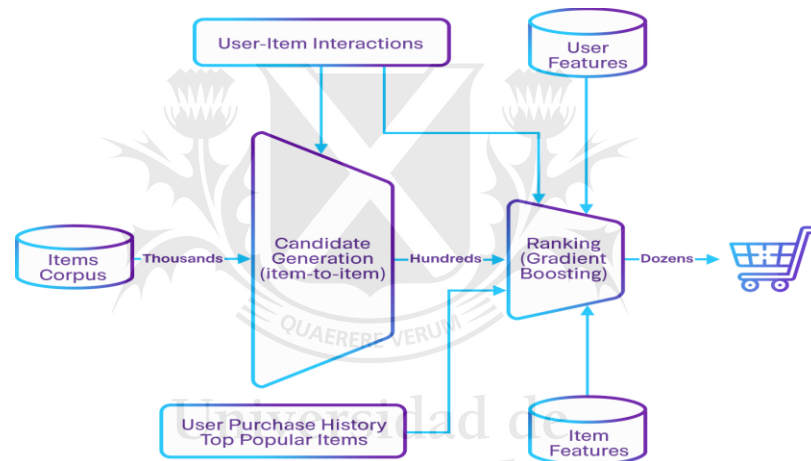 User-Item Interactions
User
Features
Items
Corpus
Thousands
Candidate
Generation
(item-to-item)
Hundreds
Ranking
(Gradient
Boosting)
Dozens
QUAERERE VERUM
User Purchase History
Top Popular Items
Item
Features
Universidad de